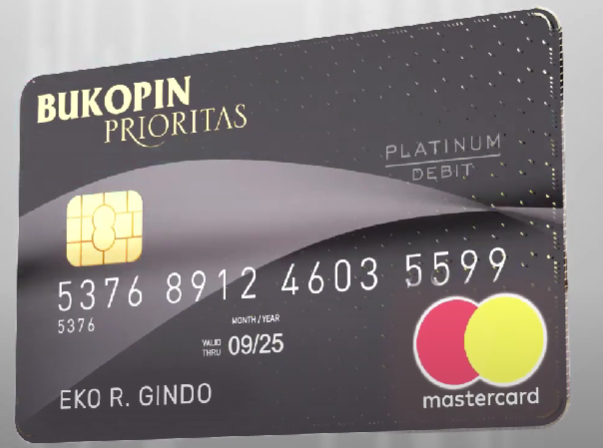 BUKOPIN
PRIORITAS
PLATINUM
DEBIT
5376 8912 4603 5599
5376
MONTH / YEAR
VALID THRU 09/25
EKO R. GINDO
mastercard